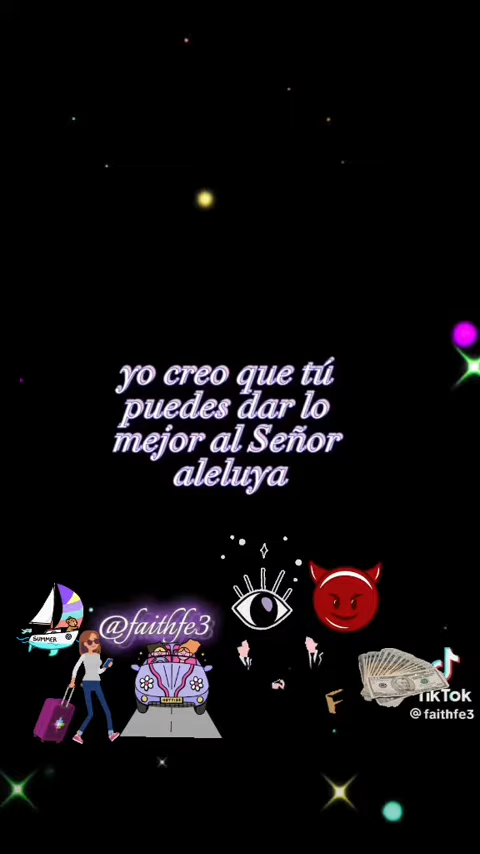 yo creo que tú
puedes dar lo
mejor al Señor
aleluya
@faithfe3
SUMMER
F
TikTok
@faithfe3